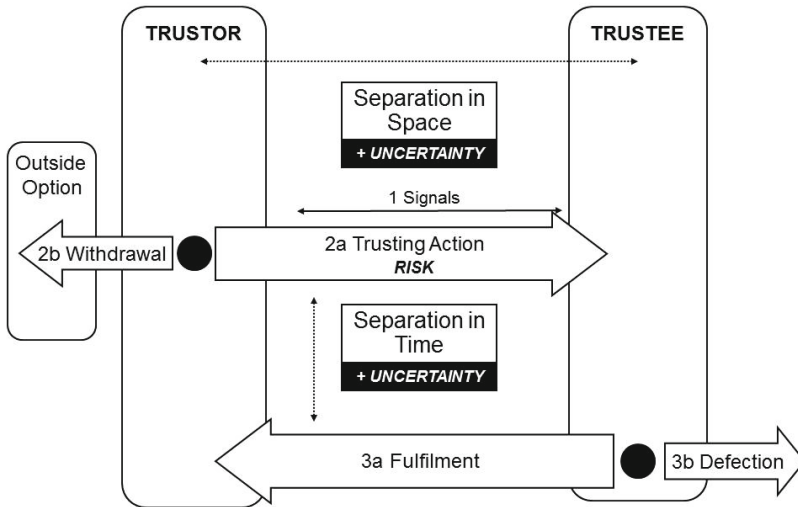 TRUSTOR
TRUSTEE
Separation in
Space
+ UNCERTAINTY
Outside
Option
1 Signals
2b Withdrawal
2a Trusting Action
RISK
Separation in
Time
+ UNCERTAINTY
3a Fulfilment
3b Defection